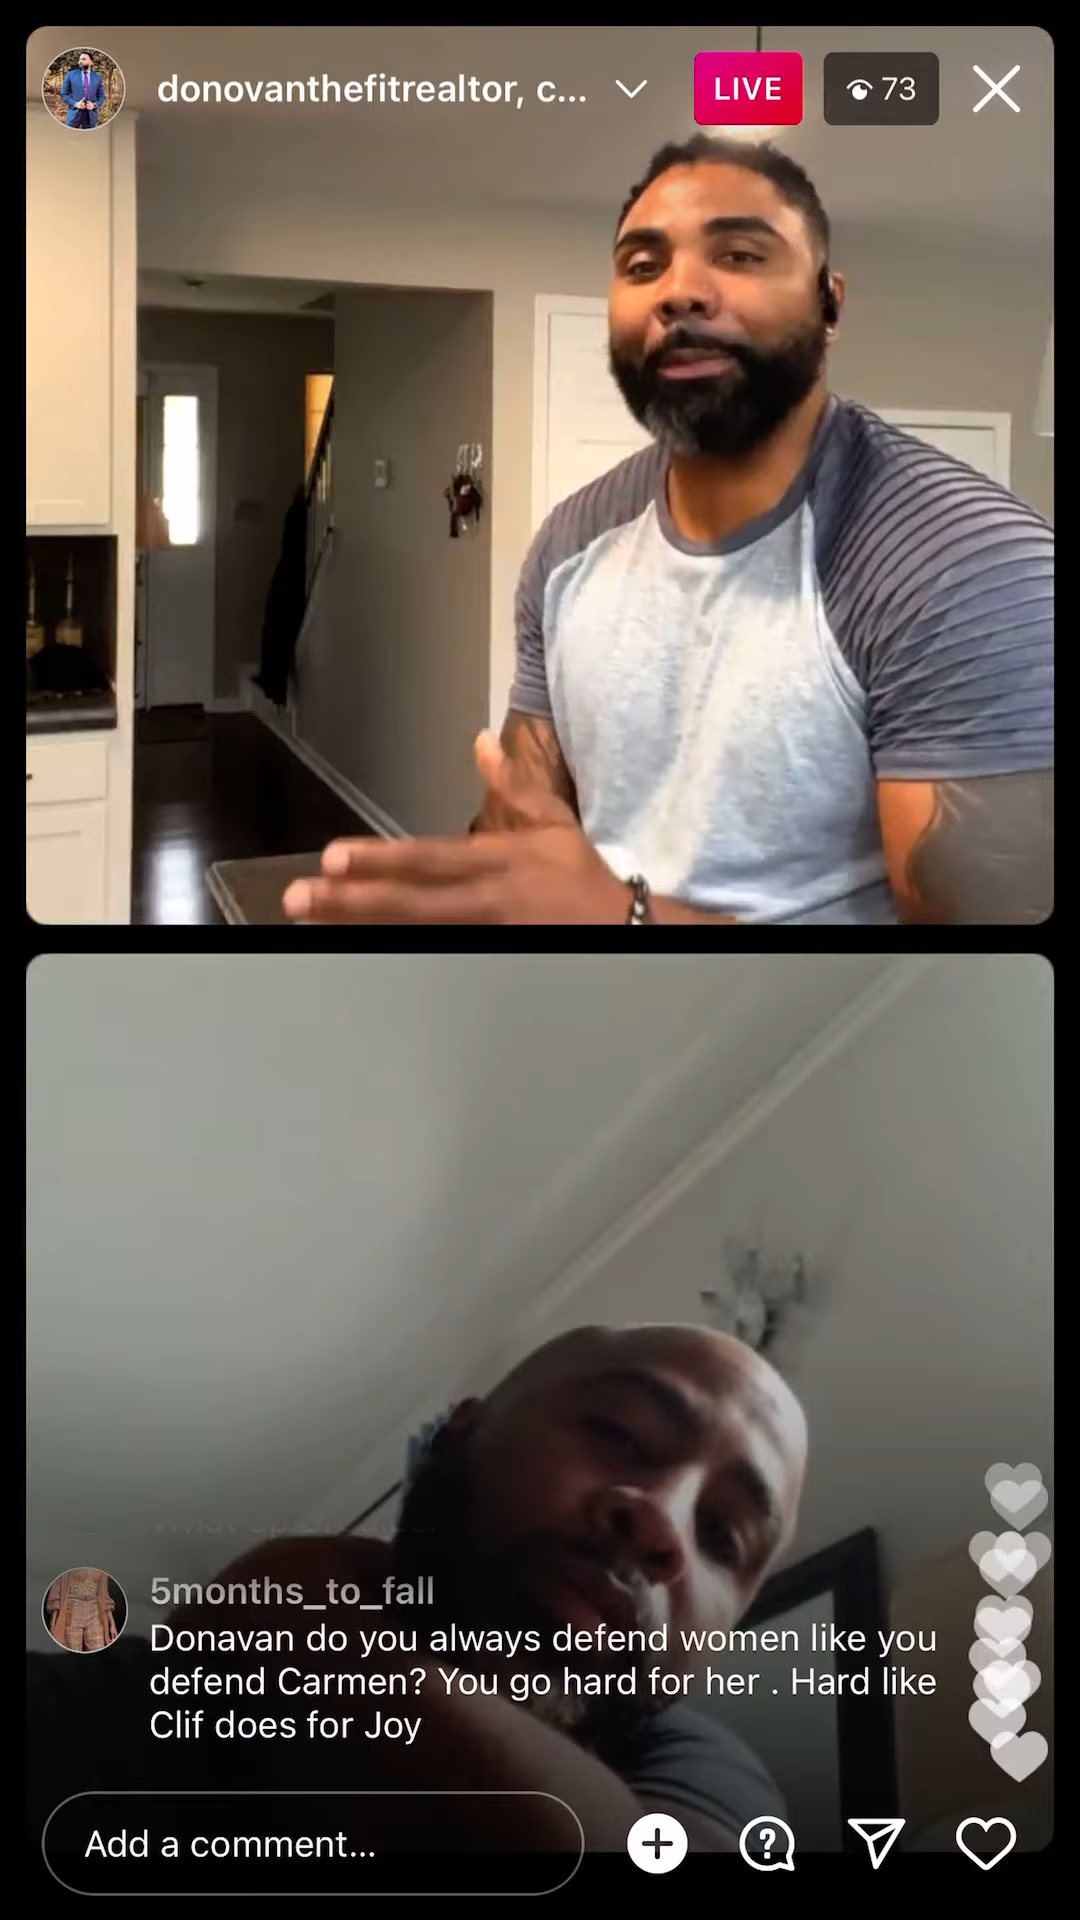 donovanthefitrealtor, c...
LIVE
73
5months_to_fall
Donavan do you always defend women like you
defend Carmen? You go hard for her . Hard like
Clif does for Joy
Add a comment...